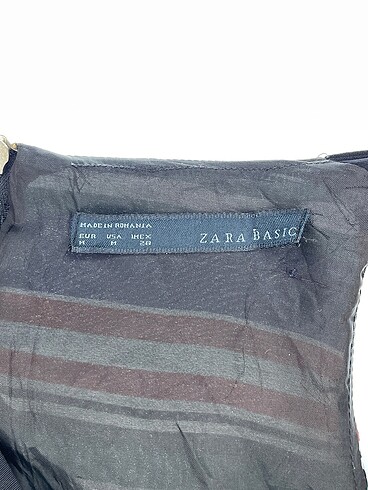 MADE IN ROMANIA
EUR USA MEX
M M 28
ZARA BASIC